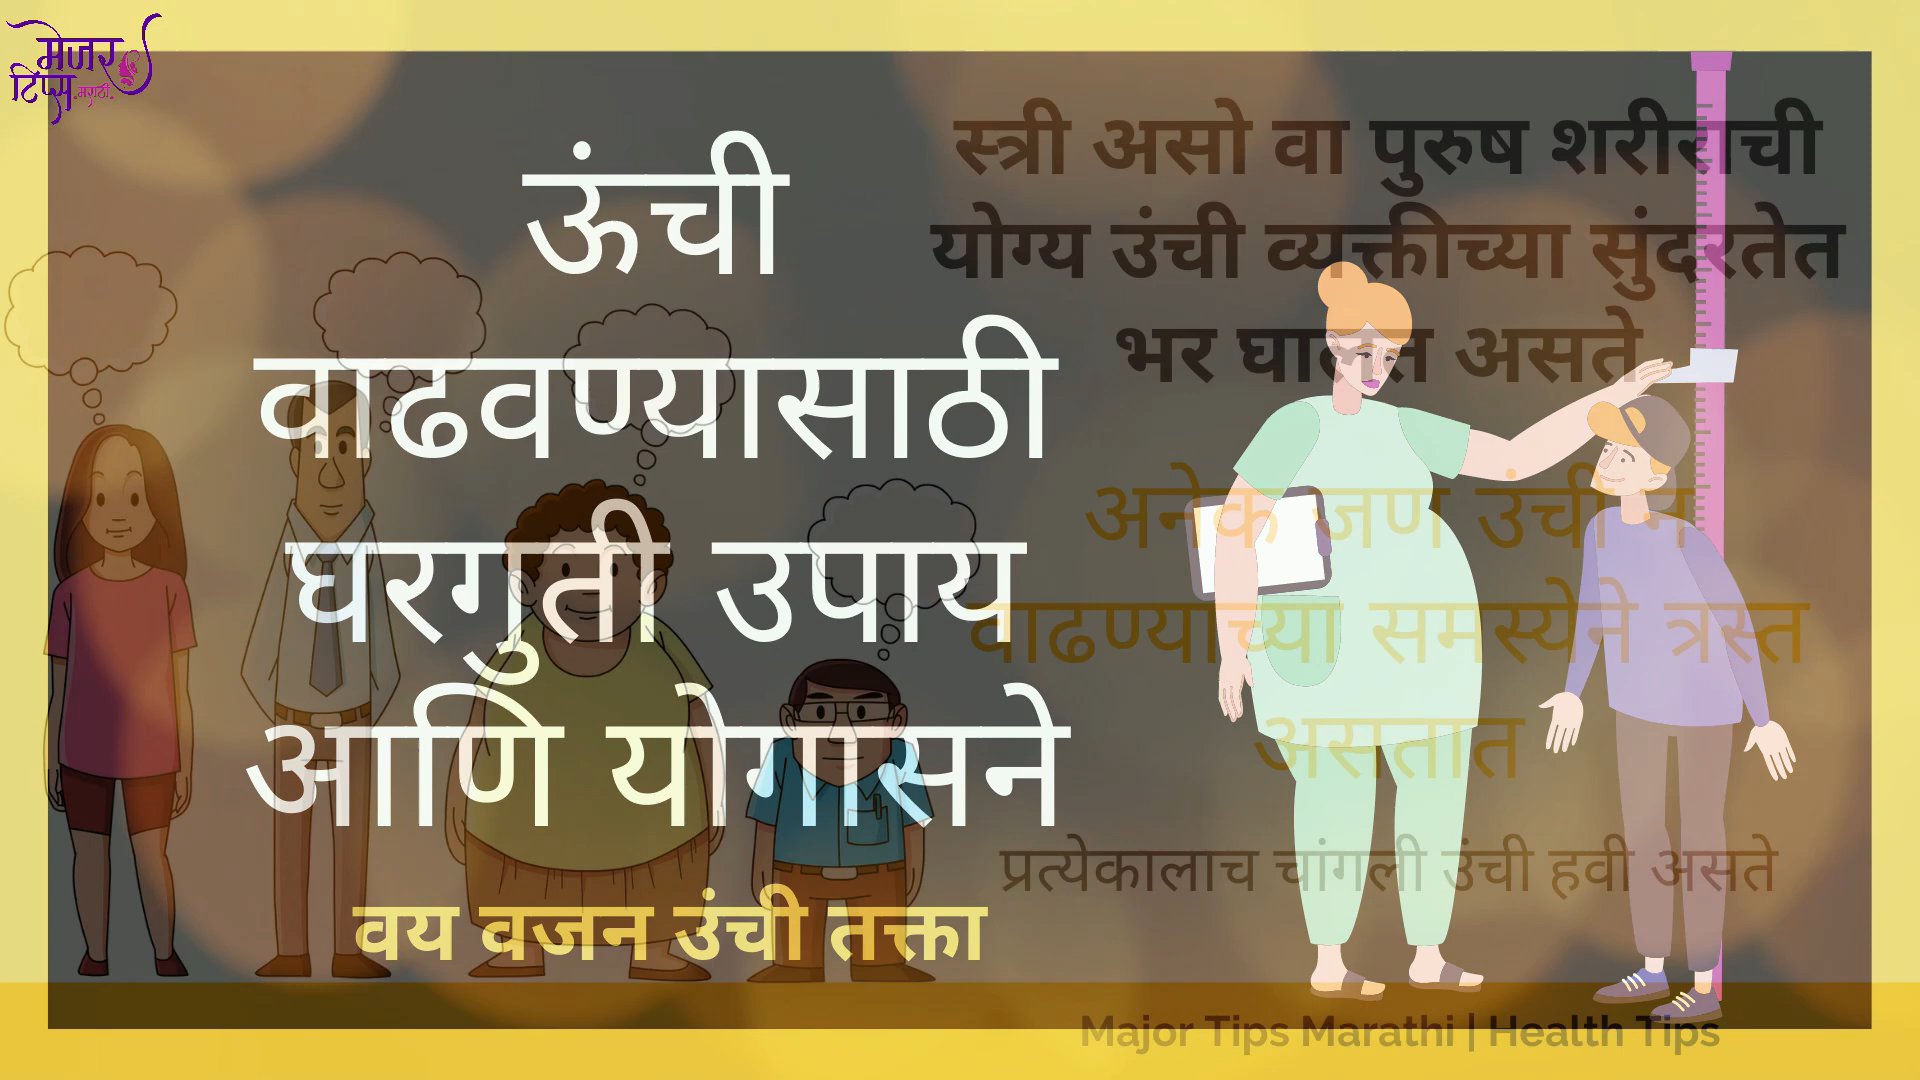 मेजर
टिप्स .मराठी.
ऊंची
वाढवण्यासाठी
घरगुती उपाय
आणि योगासने
वय वजन उंची तक्ता
स्त्री असो वा पुरुष शरीराची
योग्य उंची व्यक्तीच्या सुंदरतेत
भर घालत असते
अनेक जण उंची न
वाढण्याच्या समस्येने त्रस्त
असतात
प्रत्येकालाच चांगली उंची हवी असते
Major Tips Marathi | Health Tips